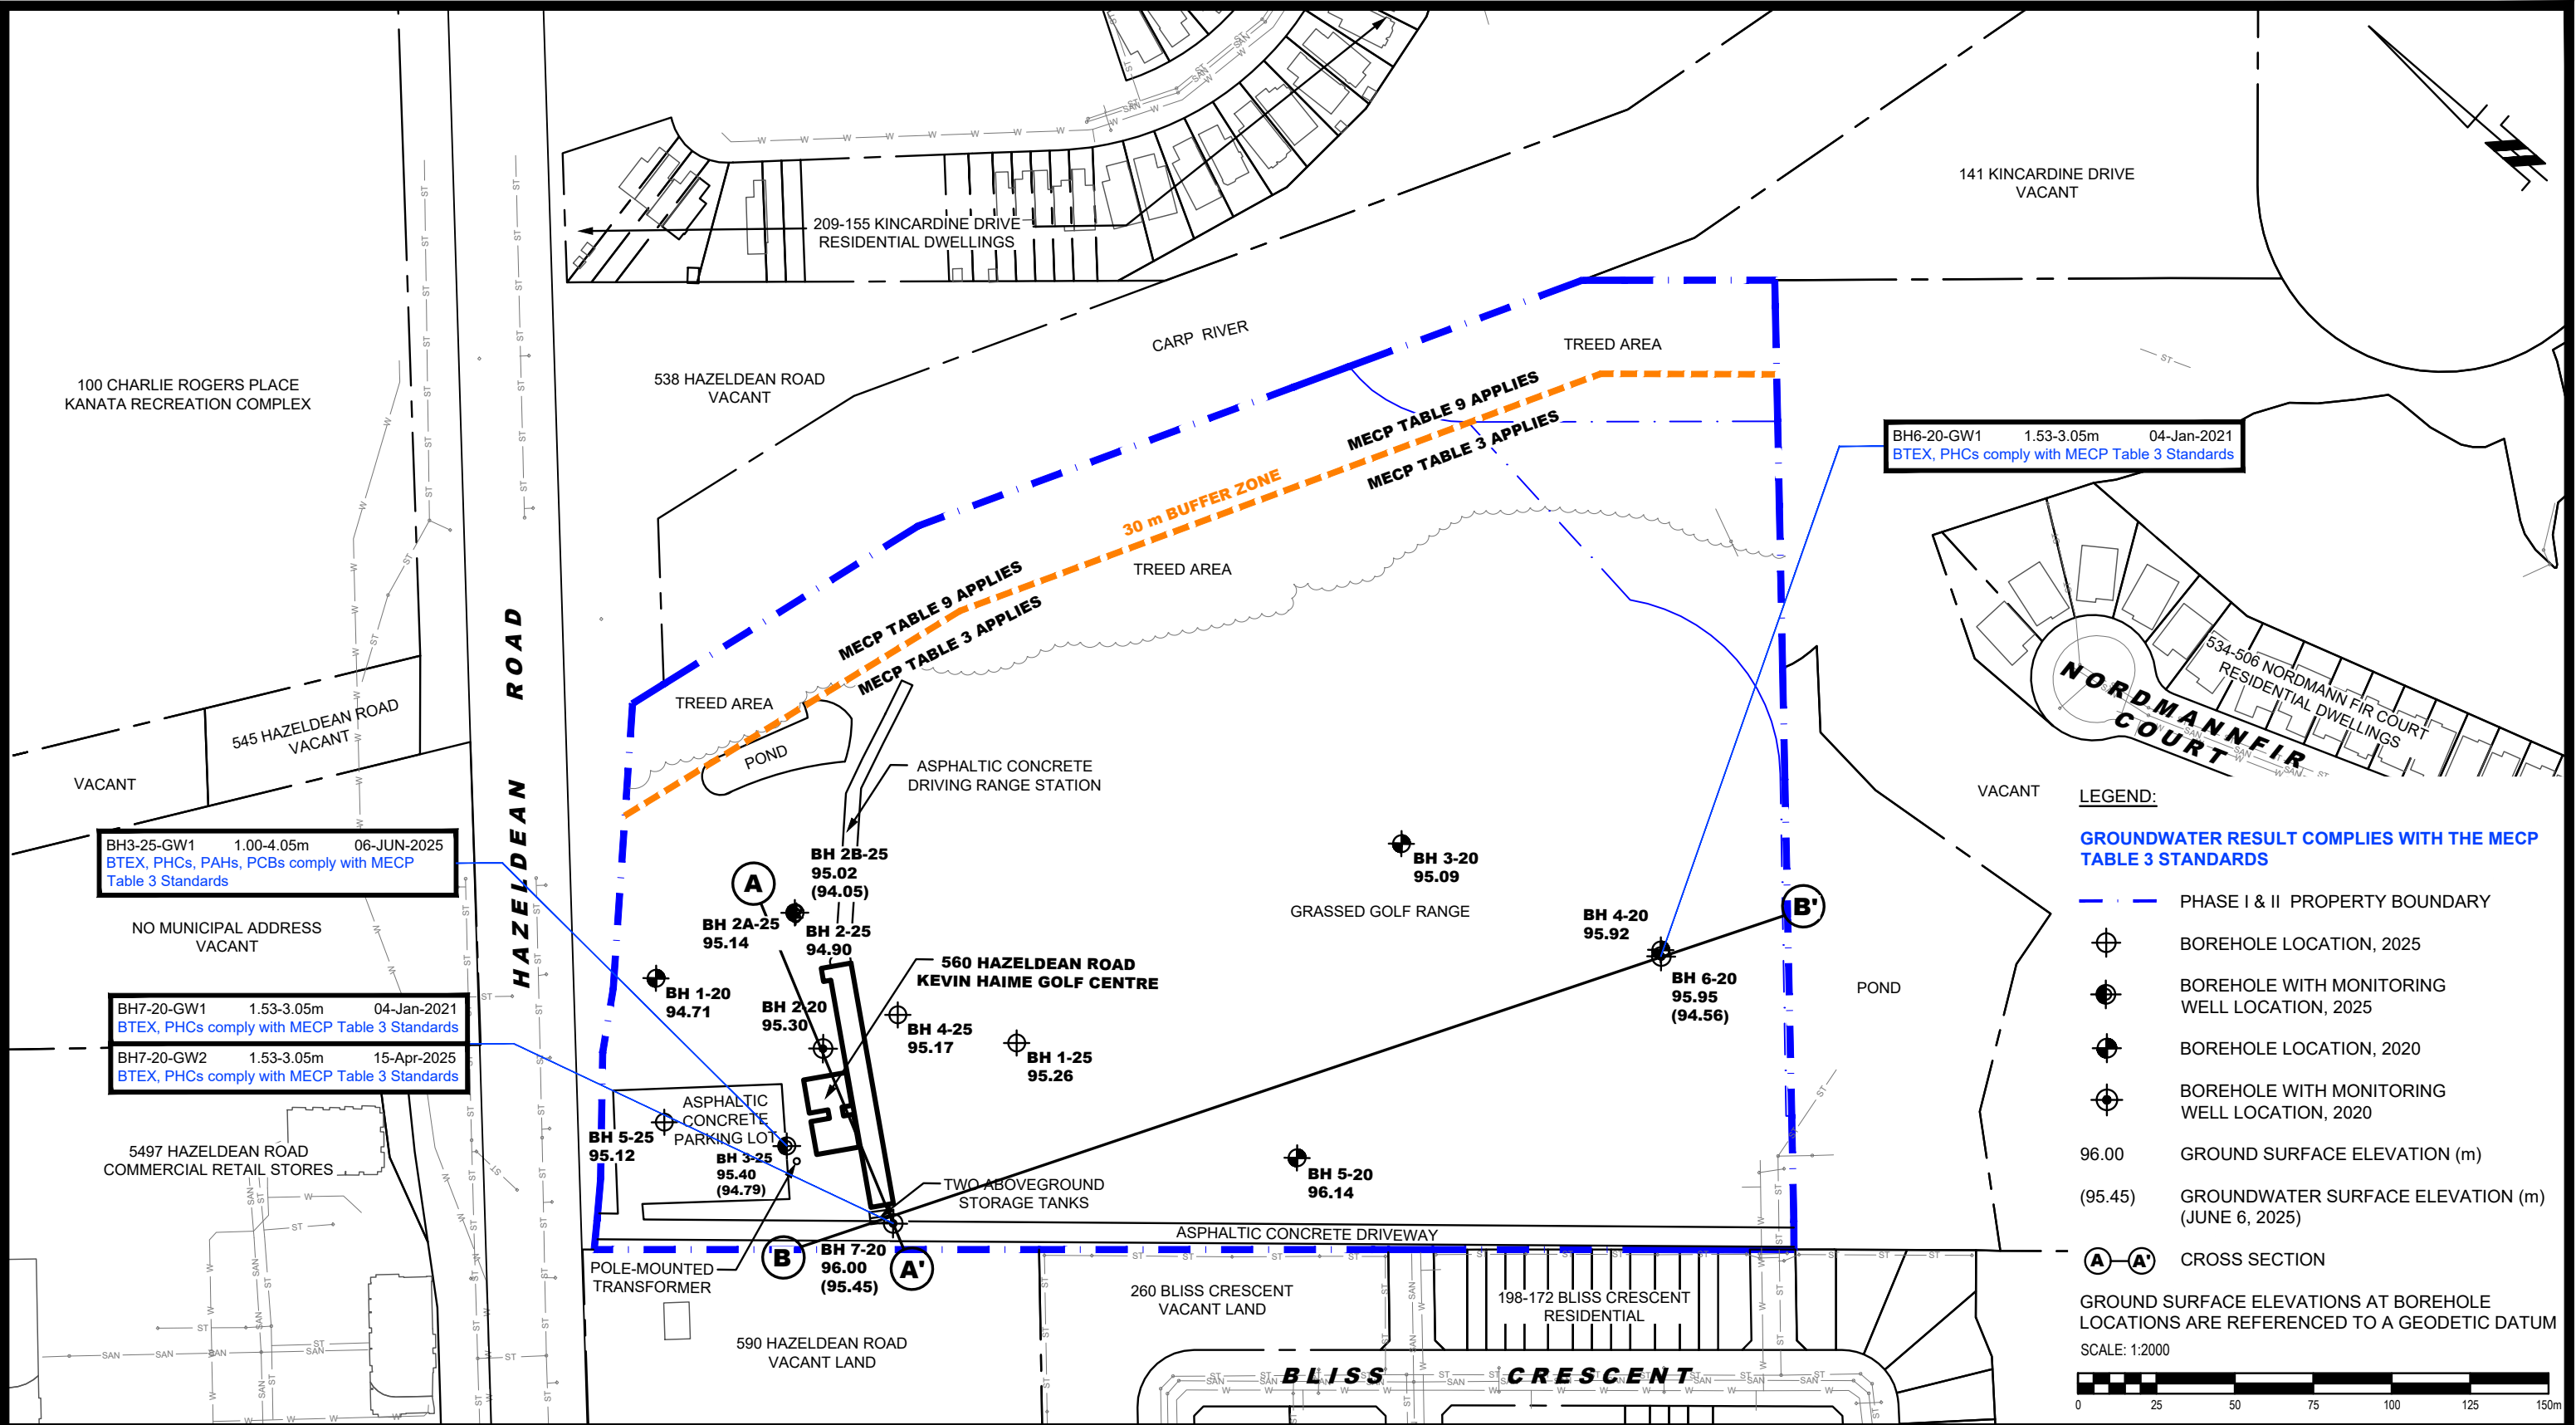 209-155 KINCARDINE DRIVE
RESIDENTIAL DWELLINGS
141 KINCARDINE DRIVE
VACANT
100 CHARLIE ROGERS PLACE
KANATA RECREATION COMPLEX
538 HAZELDEAN ROAD
VACANT
CARP RIVER
TREED AREA
MECP TABLE 9 APPLIES
MECP TABLE 3 APPLIES
30 m BUFFER ZONE
TREED AREA
MECP TABLE 9 APPLIES
MECP TABLE 3 APPLIES
BH6-20-GW1 1.53-3.05m 04-Jan-2021
BTEX, PHCs comply with MECP Table 3 Standards
534-506 NORDMANN FIR COURT
RESIDENTIAL DWELLINGS
NORDMANNFIR
COURT
HAZELDEAN ROAD
545 HAZELDEAN ROAD
VACANT
VACANT
TREED AREA
POND
ASPHALTIC CONCRETE
DRIVING RANGE STATION
VACANT
BH3-25-GW1 1.00-4.05m 06-JUN-2025
BTEX, PHCs, PAHs, PCBs comply with MECP
Table 3 Standards
NO MUNICIPAL ADDRESS
VACANT
A
BH 2B-25
95.02
(94.05)
BH 2A-25
95.14
BH 2-25
94.90
BH 3-20
95.09
GRASSED GOLF RANGE
BH 4-20
95.92
B'
BH 6-20
95.95
(94.56)
POND
560 HAZELDEAN ROAD
KEVIN HAIME GOLF CENTRE
BH 1-20
94.71
BH 2-20
95.30
BH 4-25
95.17
BH 1-25
95.26
BH7-20-GW1 1.53-3.05m 04-Jan-2021
BTEX, PHCs comply with MECP Table 3 Standards
BH7-20-GW2 1.53-3.05m 15-Apr-2025
BTEX, PHCs comply with MECP Table 3 Standards
5497 HAZELDEAN ROAD
COMMERCIAL RETAIL STORES
ASPHALTIC
CONCRETE
PARKING LOT
BH 5-25
95.12
BH 3-25
95.40
(94.79)
BH 5-20
96.14
TWO ABOVEGROUND
STORAGE TANKS
ASPHALTIC CONCRETE DRIVEWAY
B
BH 7-20
96.00
(95.45)
A'
POLE-MOUNTED
TRANSFORMER
590 HAZELDEAN ROAD
VACANT LAND
260 BLISS CRESCENT
VACANT LAND
198-172 BLISS CRESCENT
RESIDENTIAL
BLISS CRESCENT
LEGEND:
GROUNDWATER RESULT COMPLIES WITH THE MECP
TABLE 3 STANDARDS
PHASE I & II PROPERTY BOUNDARY
BOREHOLE LOCATION, 2025
BOREHOLE WITH MONITORING
WELL LOCATION, 2025
BOREHOLE LOCATION, 2020
BOREHOLE WITH MONITORING
WELL LOCATION, 2020
96.00 GROUND SURFACE ELEVATION (m)
(95.45) GROUNDWATER SURFACE ELEVATION (m)
(JUNE 6, 2025)
A A' CROSS SECTION
GROUND SURFACE ELEVATIONS AT BOREHOLE
LOCATIONS ARE REFERENCED TO A GEODETIC DATUM
SCALE: 1:2000
0 25 50 75 100 125 150m